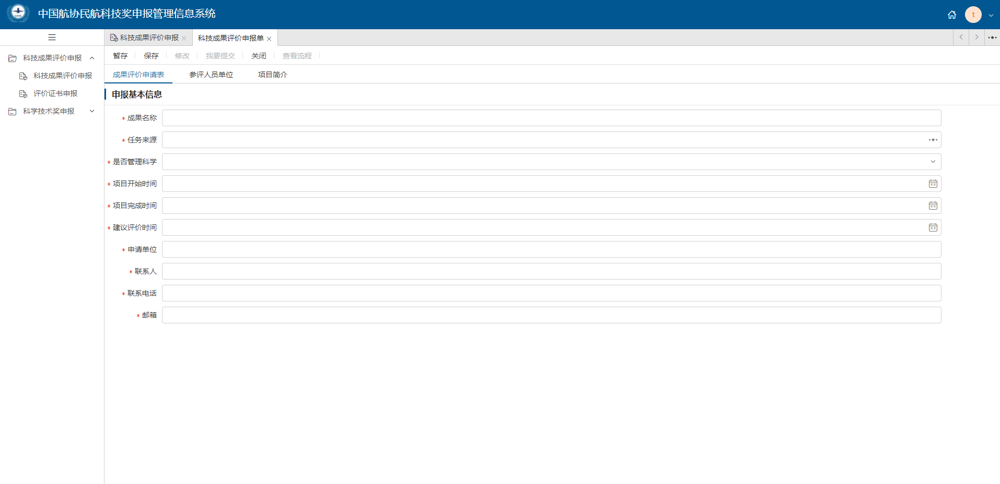 中国航协民航科技奖申报管理信息系统
t
科技成果评价申报
科技成果评价申报单
科技成果评价申报
科技成果评价申报
评价证书申报
科学技术奖申报
暂存 保存 修改 我要提交 关闭 查看流程
成果评价申请表 参评人员单位 项目简介
申报基本信息
* 成果名称
* 任务来源
* 是否管理科学
* 项目开始时间
* 项目完成时间
* 建议评价时间
* 申请单位
* 联系人
* 联系电话
* 邮箱